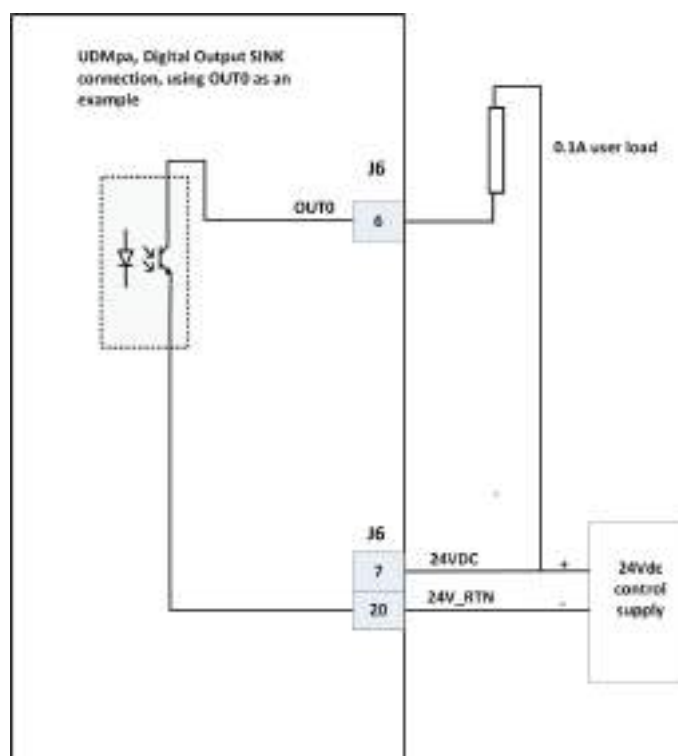 UDMpa, Digital Output SINK
connection, using OUT0 as an
example
J6
OUT0
6
0.1A user load
J6
7
24VDC
+
20
24V_RTN
-
24Vdc
control
supply